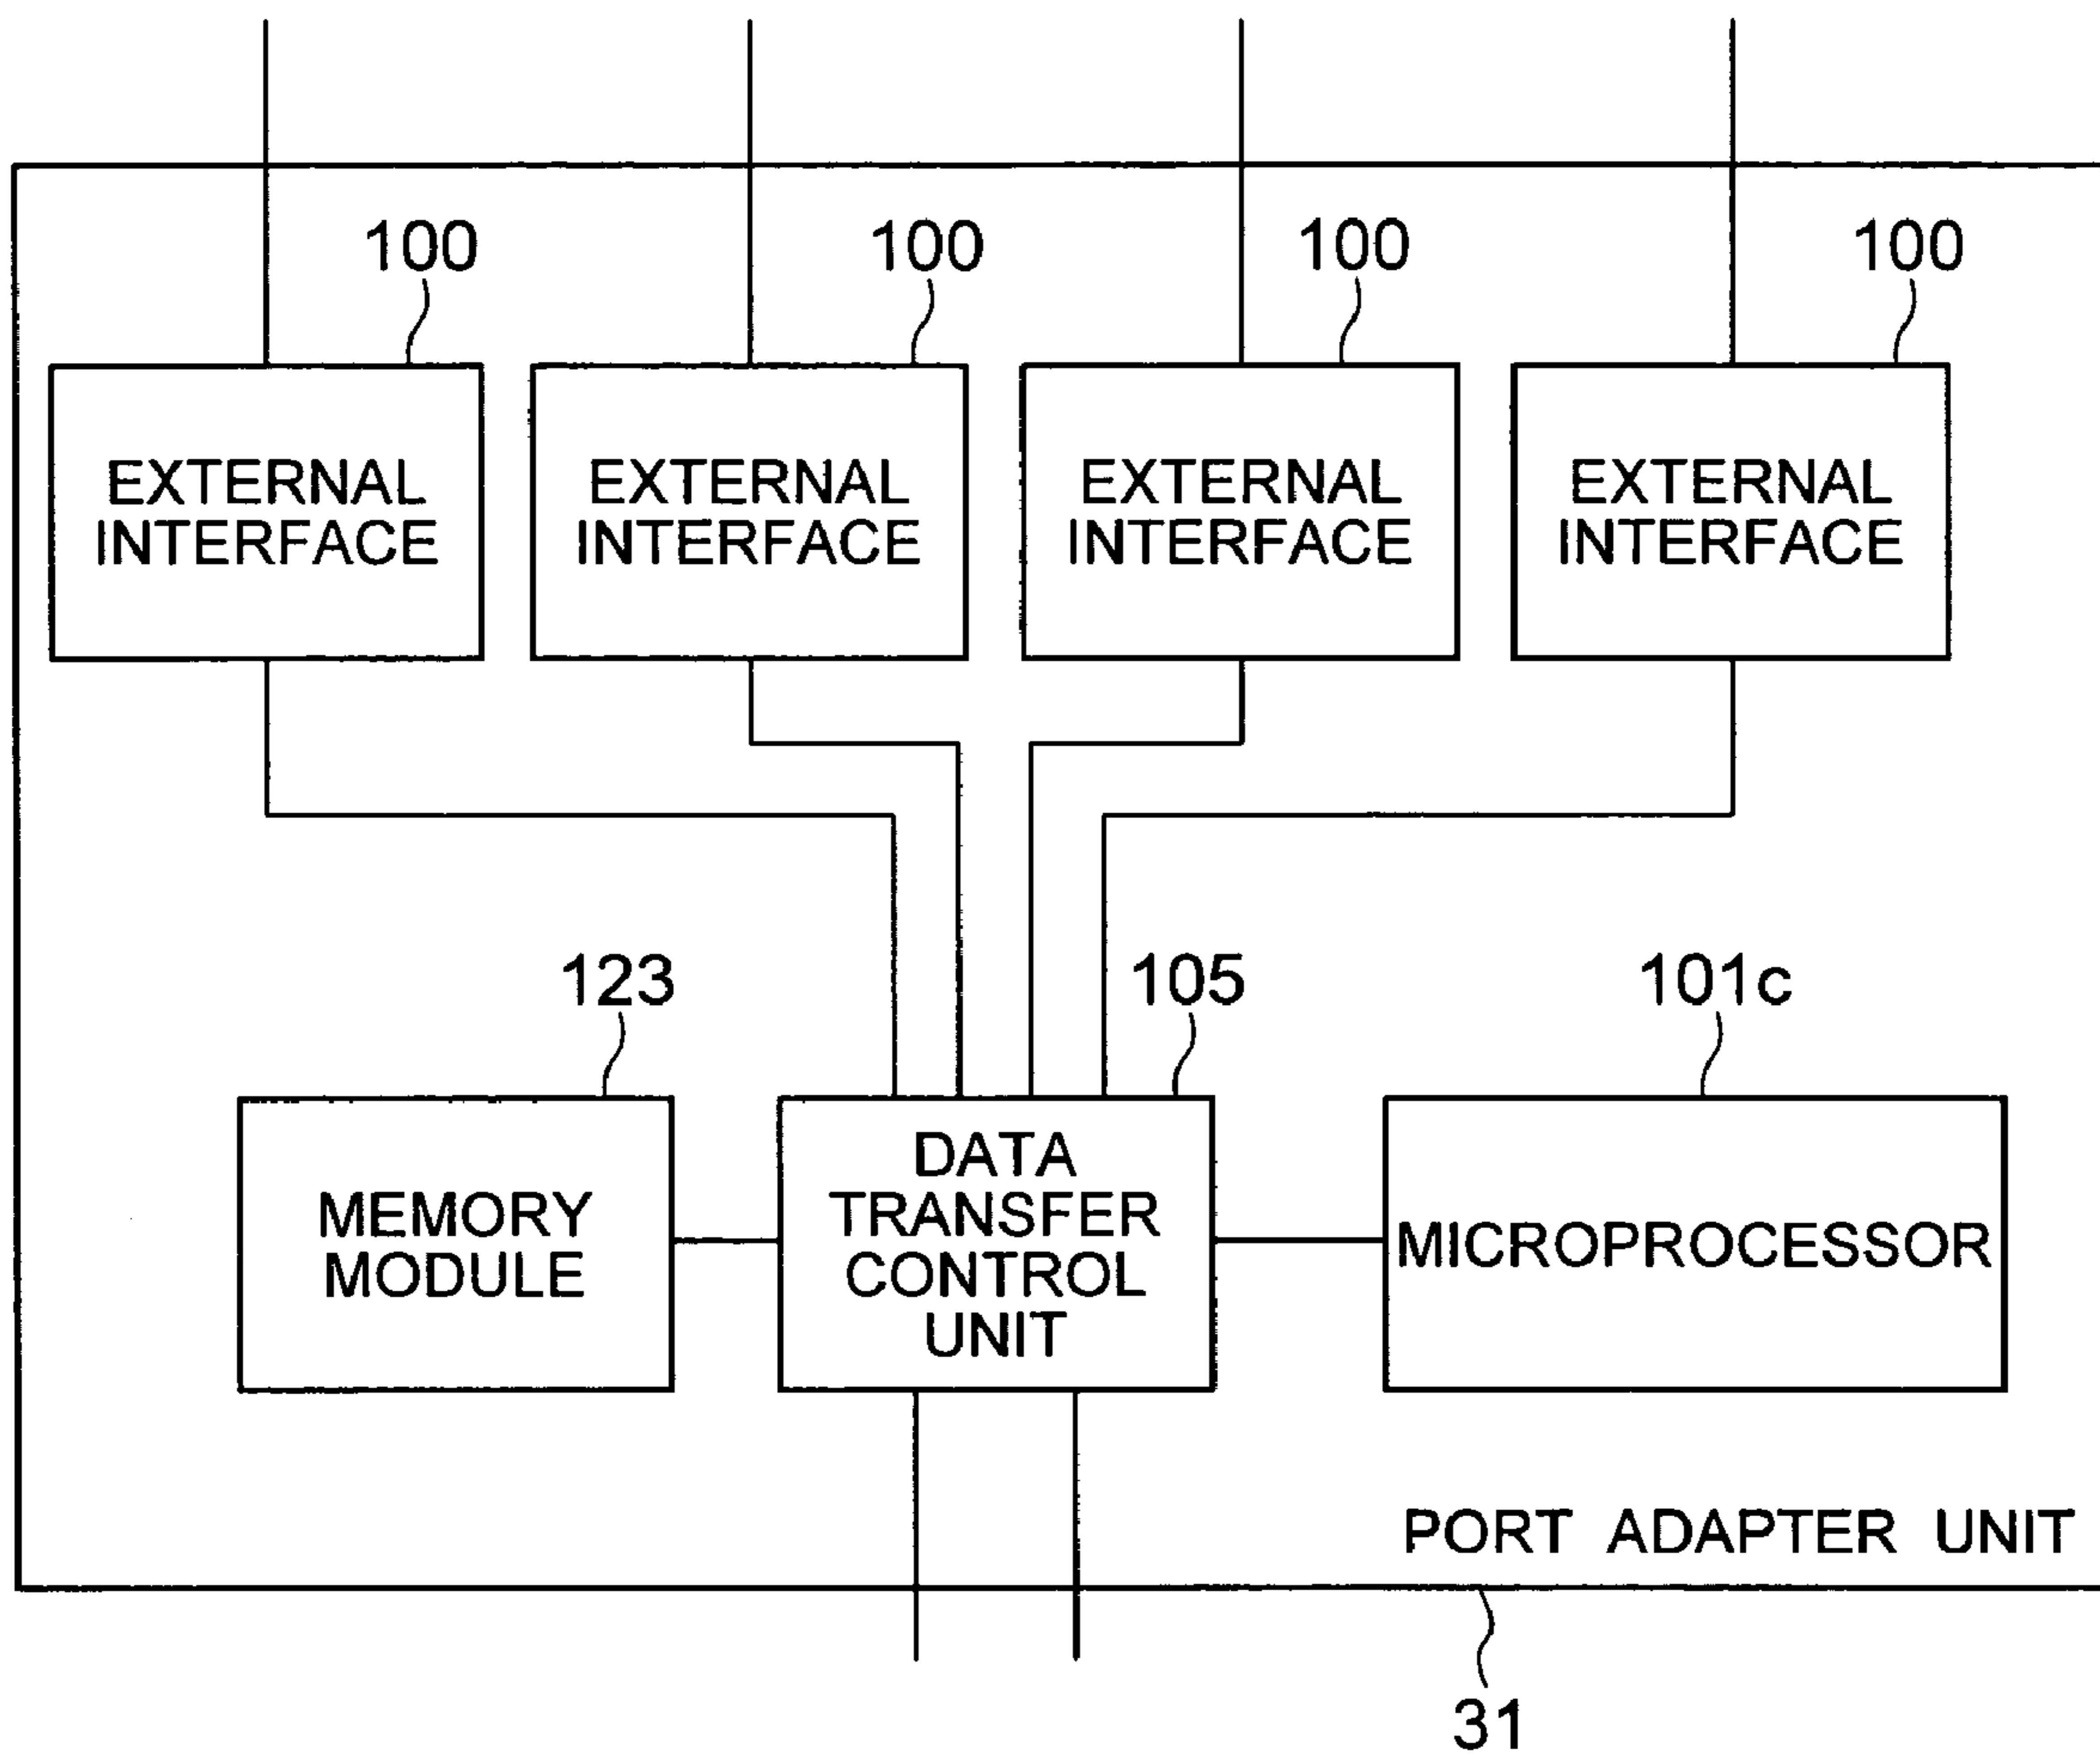 100
100
100
100
EXTERNAL
INTERFACE
EXTERNAL
INTERFACE
EXTERNAL
INTERFACE
EXTERNAL
INTERFACE
123
105
101c
MEMORY
MODULE
DATA
TRANSFER
CONTROL
UNIT
MICROPROCESSOR
PORT ADAPTER UNIT
31